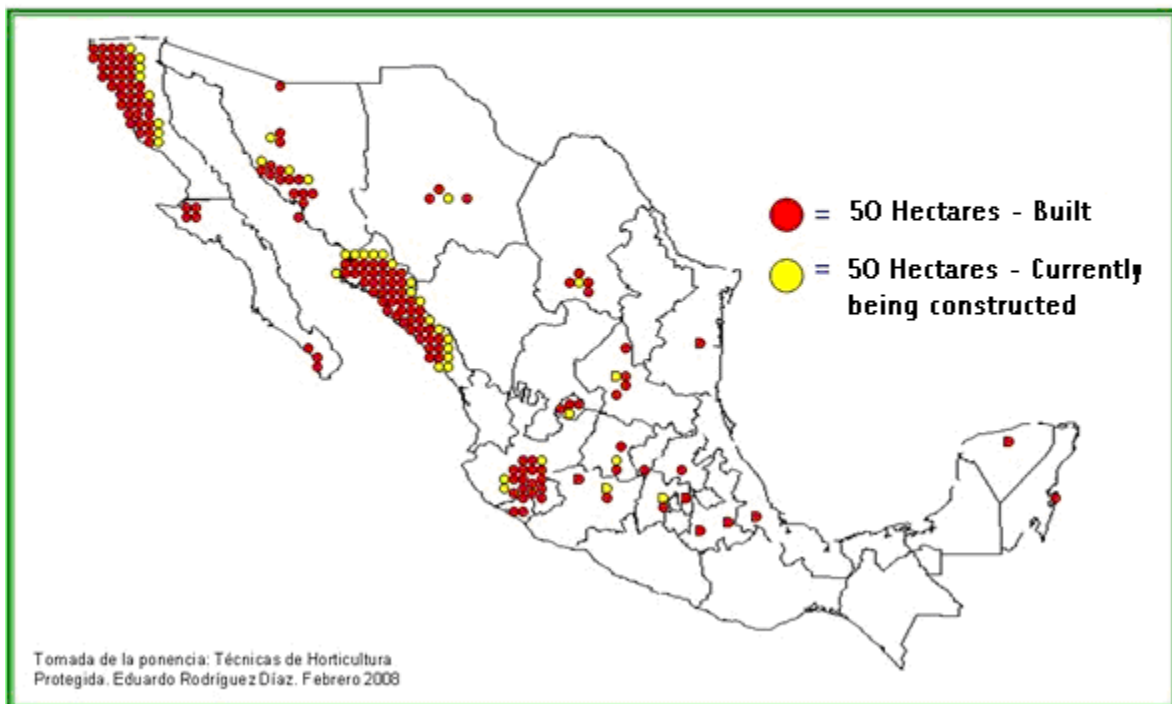 = 50 Hectares - Built
= 50 Hectares - Currently
being constructed
Tomada de la ponencia: Técnicas de Horticultura
Protegida. Eduardo Rodríguez Díaz. Febrero 2008